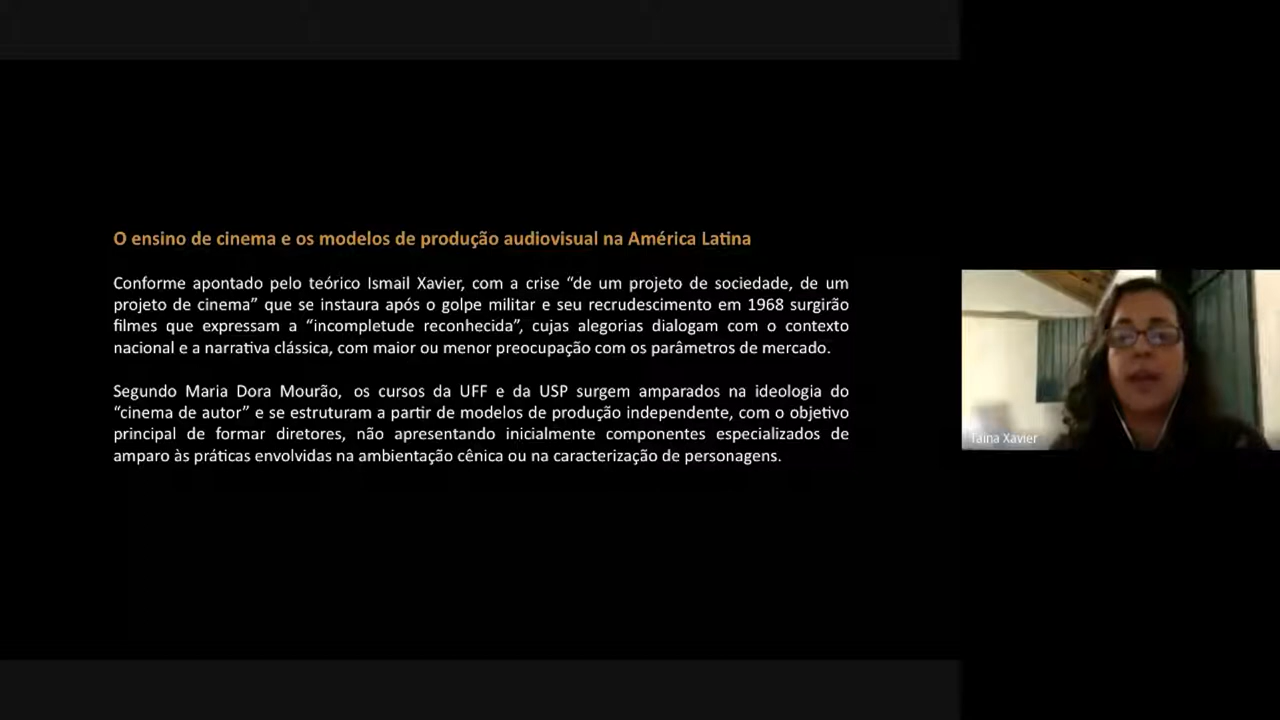 O ensino de cinema e os modelos de produção audiovisual na América Latina
Conforme apontado pelo teórico Ismail Xavier, com a crise “de um projeto de sociedade, de um
projeto de cinema” que se instaura após o golpe militar e seu recrudescimento em 1968 surgirão
filmes que expressam a “incompletude reconhecida”, cujas alegorias dialogam com o contexto
nacional e a narrativa clássica, com maior ou menor preocupação com os parâmetros de mercado.
Segundo Maria Dora Mourão, os cursos da UFF e da USP surgem amparados na ideologia do
“cinema de autor” e se estruturam a partir de modelos de produção independente, com o objetivo
principal de formar diretores, não apresentando inicialmente componentes especializados de
amparo às práticas envolvidas na ambientação cênica ou na caracterização de personagens.
Taina Xavier